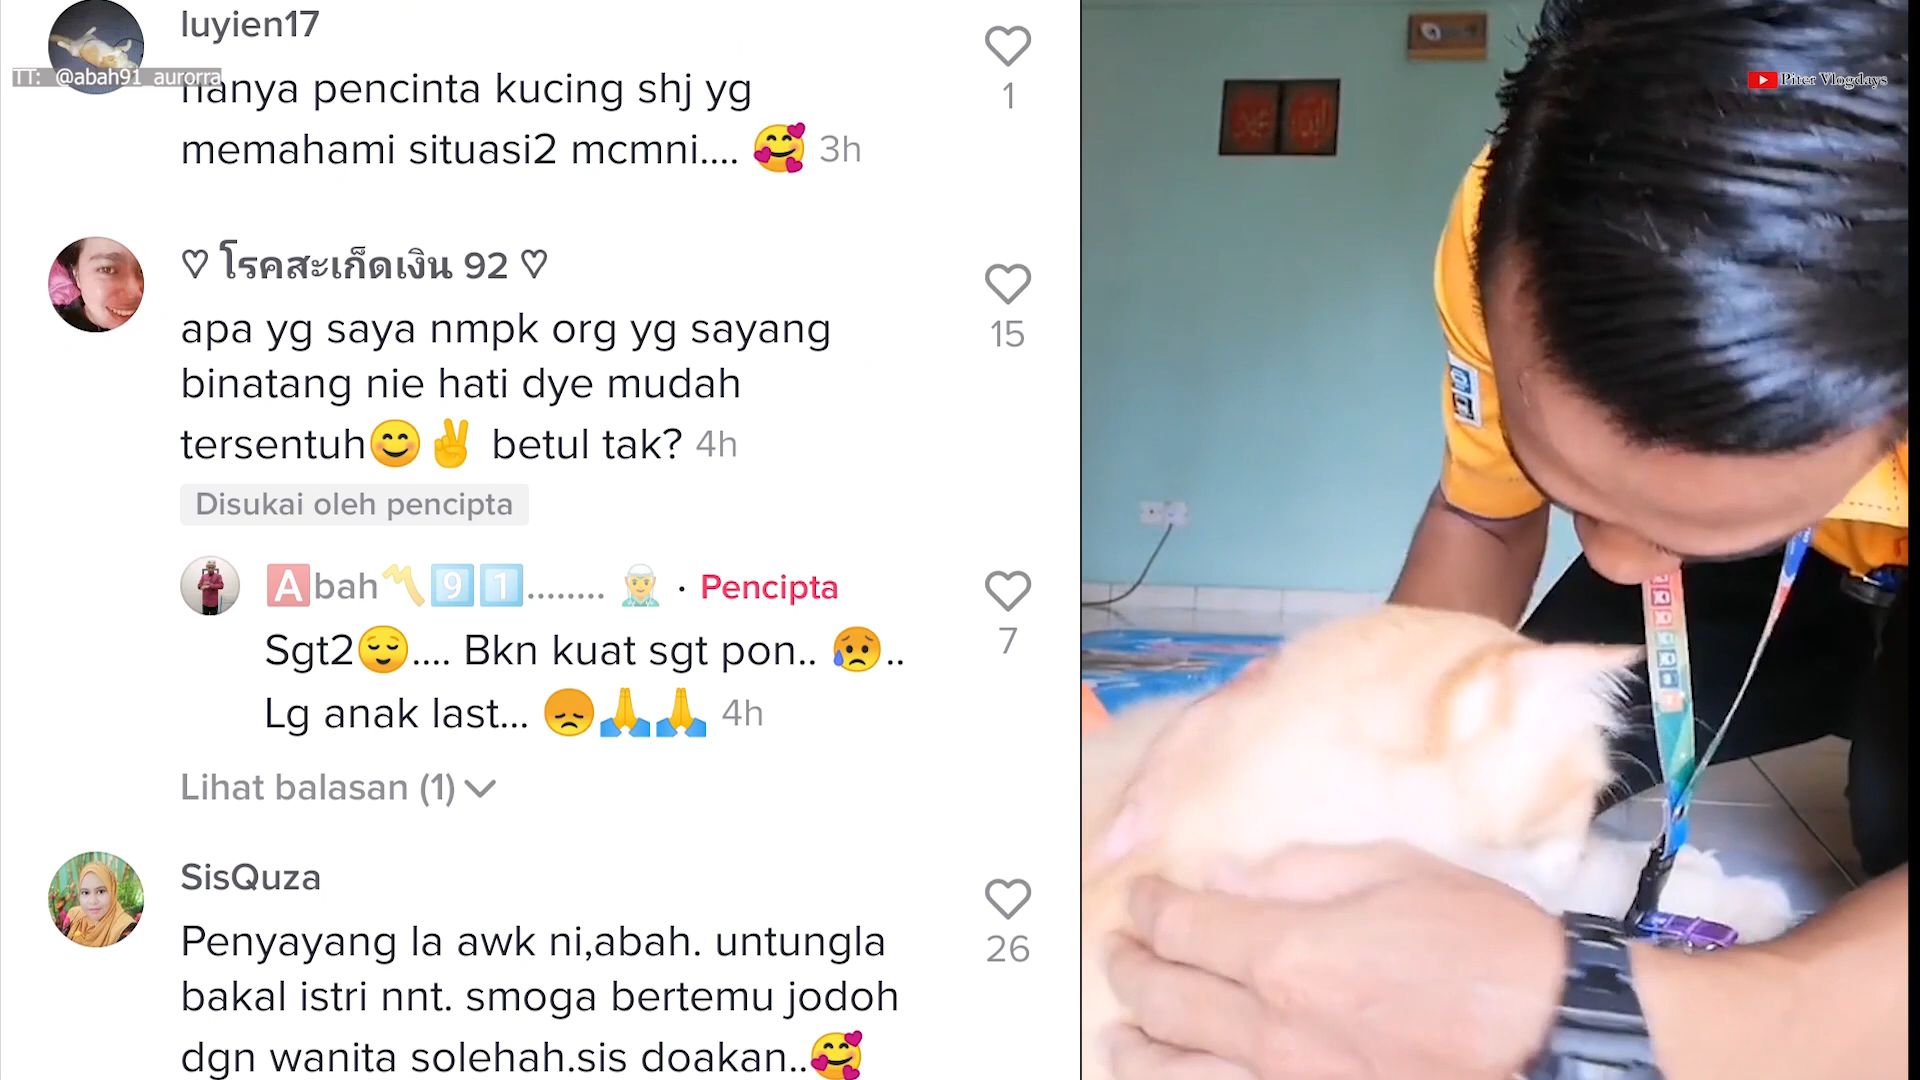 luyien17
TT: @abah91_aurorra
hanya pencinta kucing shj yg
memahami situasi2 mcmni.... 🥰 3h
1
♡ โรคสะเก็ดเงิน 92 ♡
apa yg saya nmpk org yg sayang
binatang nie hati dye mudah
tersentuh😊✌️ betul tak? 4h
15
Disukai oleh pencipta
🅰️bah〽️9️⃣1️⃣........ 🧝‍♂️ · Pencipta
Sgt2😌.... Bkn kuat sgt pon.. 😥..
Lg anak last... 😞🙏🙏 4h
7
Lihat balasan (1)
SisQuza
Penyayang la awk ni,abah. untungla
bakal istri nnt. smoga bertemu jodoh
dgn wanita solehah.sis doakan..🥰
26
Piter Vlogdays